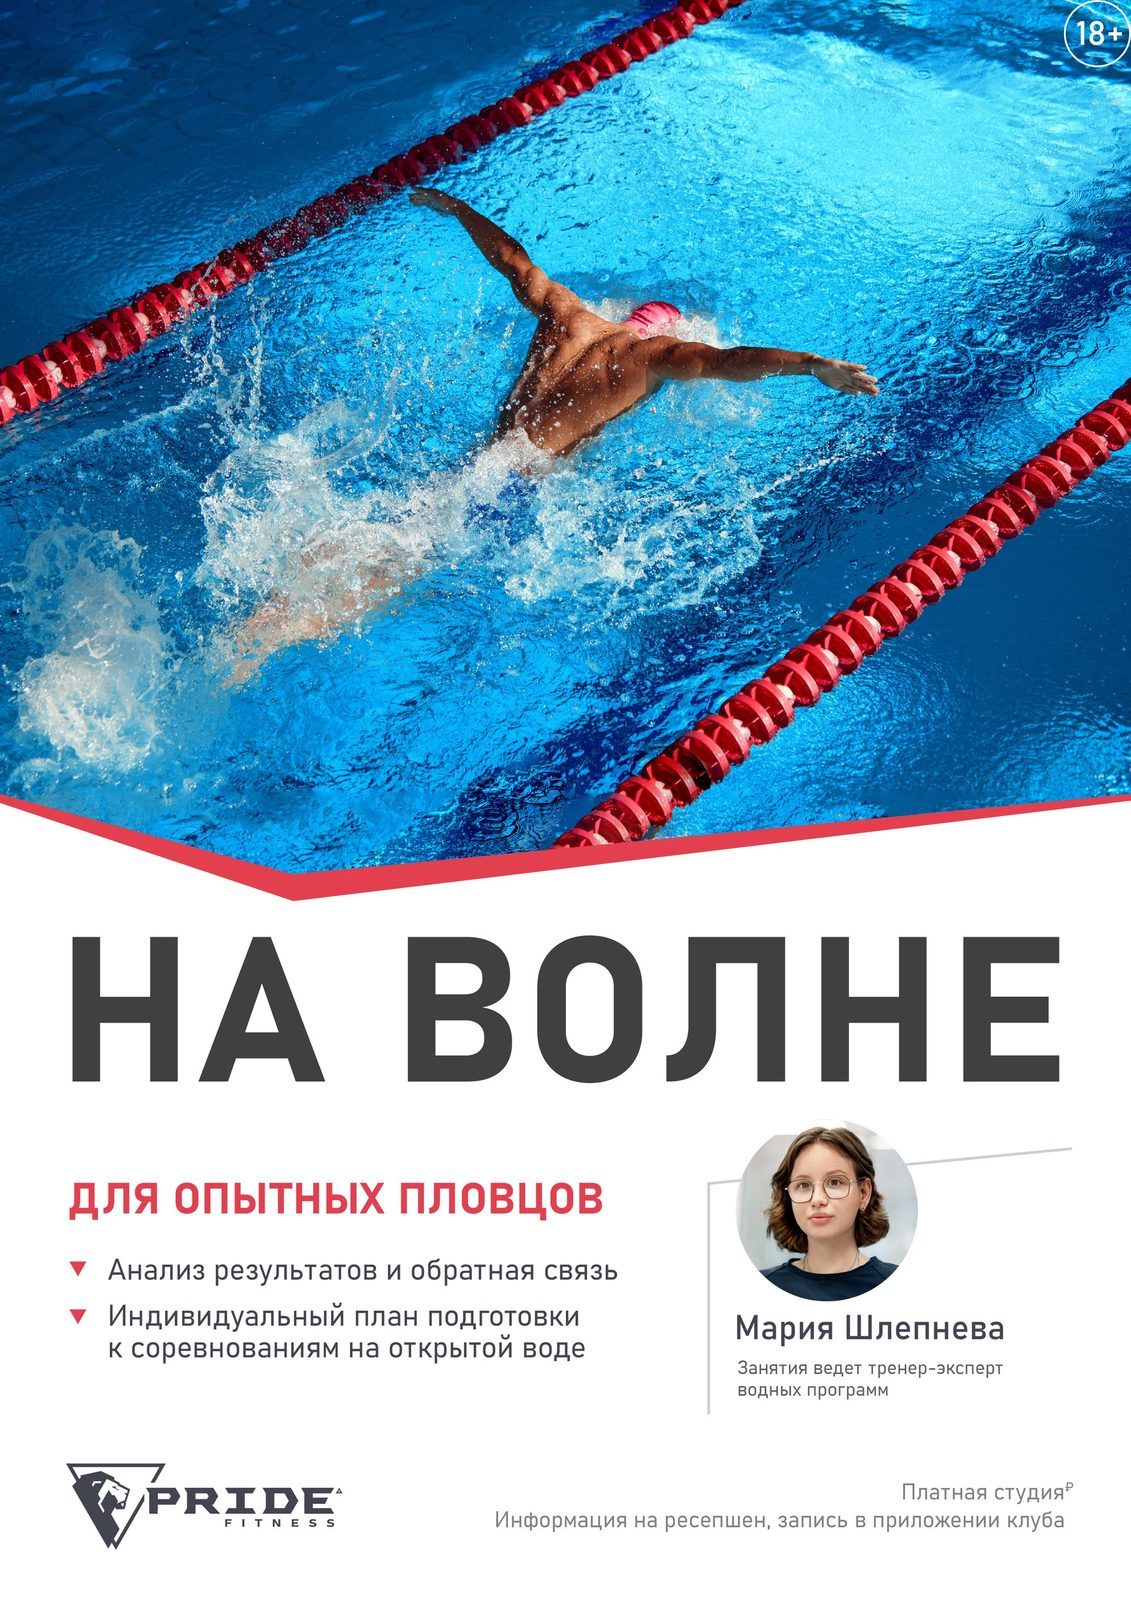 18+
НА ВОЛНЕ
ДЛЯ ОПЫТНЫХ ПЛОВЦОВ
Анализ результатов и обратная связь
Индивидуальный план подготовки
к соревнованиям на открытой воде
Мария Шлепнева
Занятия ведет тренер-эксперт
водных программ
PRIDE
FITNESS
Платная студия₽
Информация на ресепшен, запись в приложении клуба